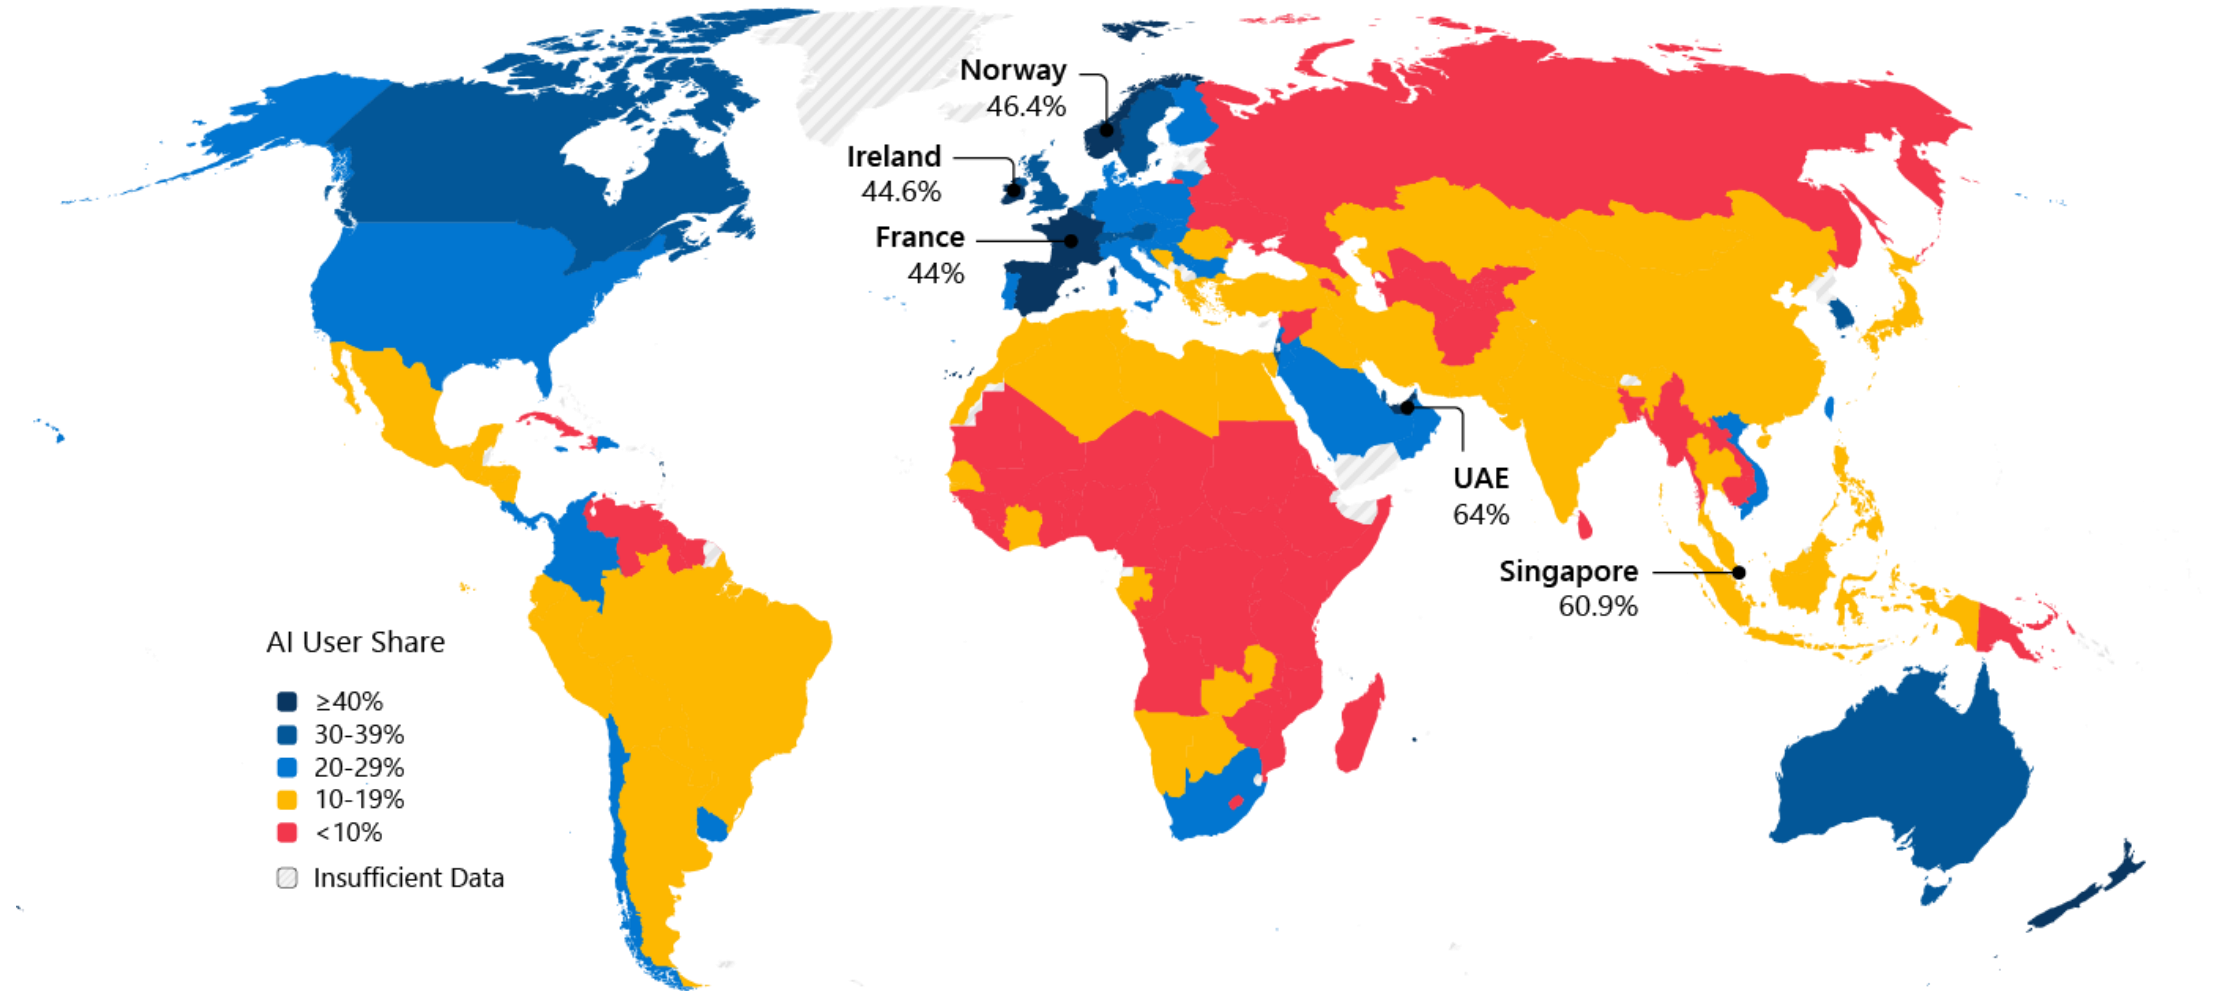 Norway
46.4%
Ireland
44.6%
France
44%
UAE
64%
Singapore
60.9%
AI User Share
≥40%
30-39%
20-29%
10-19%
<10%
Insufficient Data